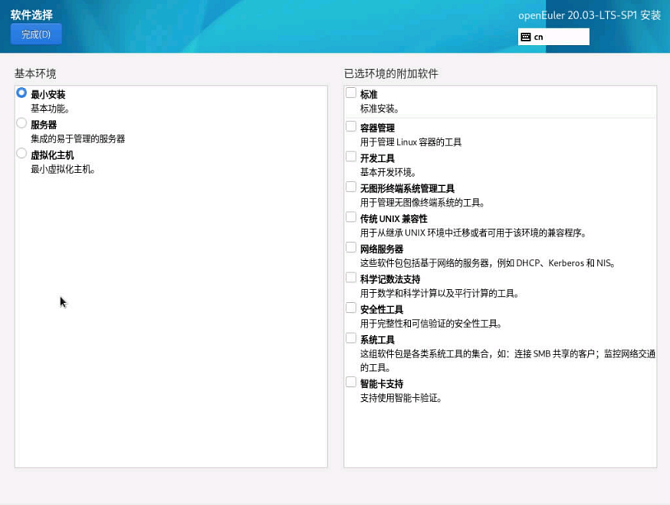 软件选择
完成(D)
openEuler 20.03-LTS-SP1 安装
cn
基本环境
最小安装
基本功能。
服务器
集成的易于管理的服务器
虚拟化主机
最小虚拟化主机。
已选环境的附加软件
标准
标准安装。
容器管理
用于管理 Linux 容器的工具
开发工具
基本开发环境。
无图形终端系统管理工具
用于管理无图像终端系统的工具。
传统 UNIX 兼容性
用于从继承 UNIX 环境中迁移或者可用于该环境的兼容程序。
网络服务器
这些软件包包括基于网络的服务器，例如 DHCP、Kerberos 和 NIS。
科学记数法支持
用于数学和科学计算以及平行计算的工具。
安全性工具
用于完整性和可信验证的安全性工具。
系统工具
这组软件包是各类系统工具的集合，如：连接 SMB 共享的客户；监控网络交通
的工具。
智能卡支持
支持使用智能卡验证。